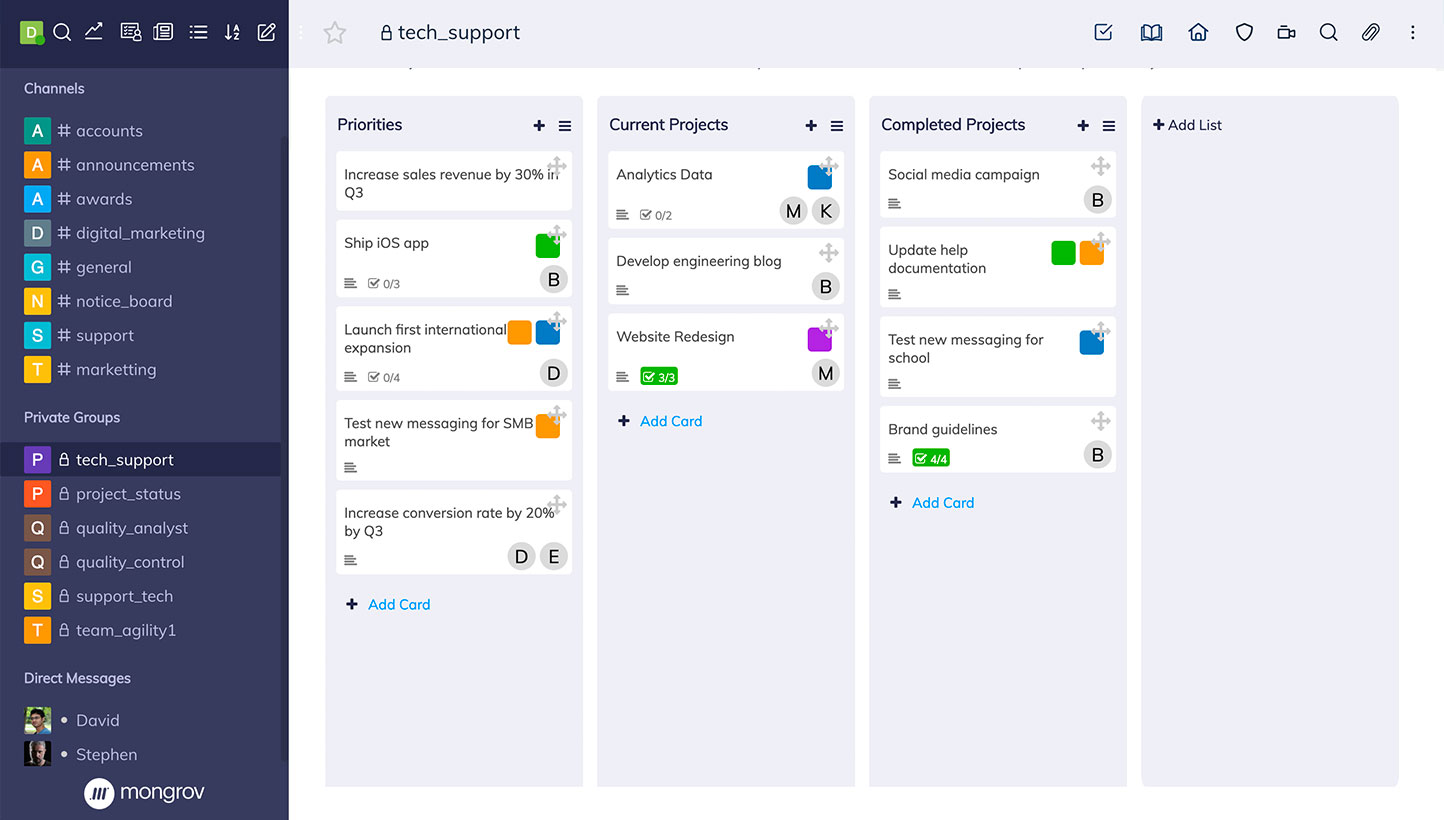 D
tech_support
Channels
A # accounts
A # announcements
A # awards
D # digital_marketing
G # general
N # notice_board
S # support
T # marketting
Private Groups
P tech_support
P project_status
Q quality_analyst
Q quality_control
S support_tech
T team_agility1
Direct Messages
David
Stephen
mongrov
Priorities
Increase sales revenue by 30% in
Q3
Ship iOS app
0/3
B
Launch first international
expansion
0/4
D
Test new messaging for SMB
market
Increase conversion rate by 20%
by Q3
D E
+ Add Card
Current Projects
Analytics Data
0/2
M K
Develop engineering blog
B
Website Redesign
3/3
M
+ Add Card
Completed Projects
Social media campaign
B
Update help
documentation
Test new messaging for
school
Brand guidelines
4/4
B
+ Add Card
+ Add List